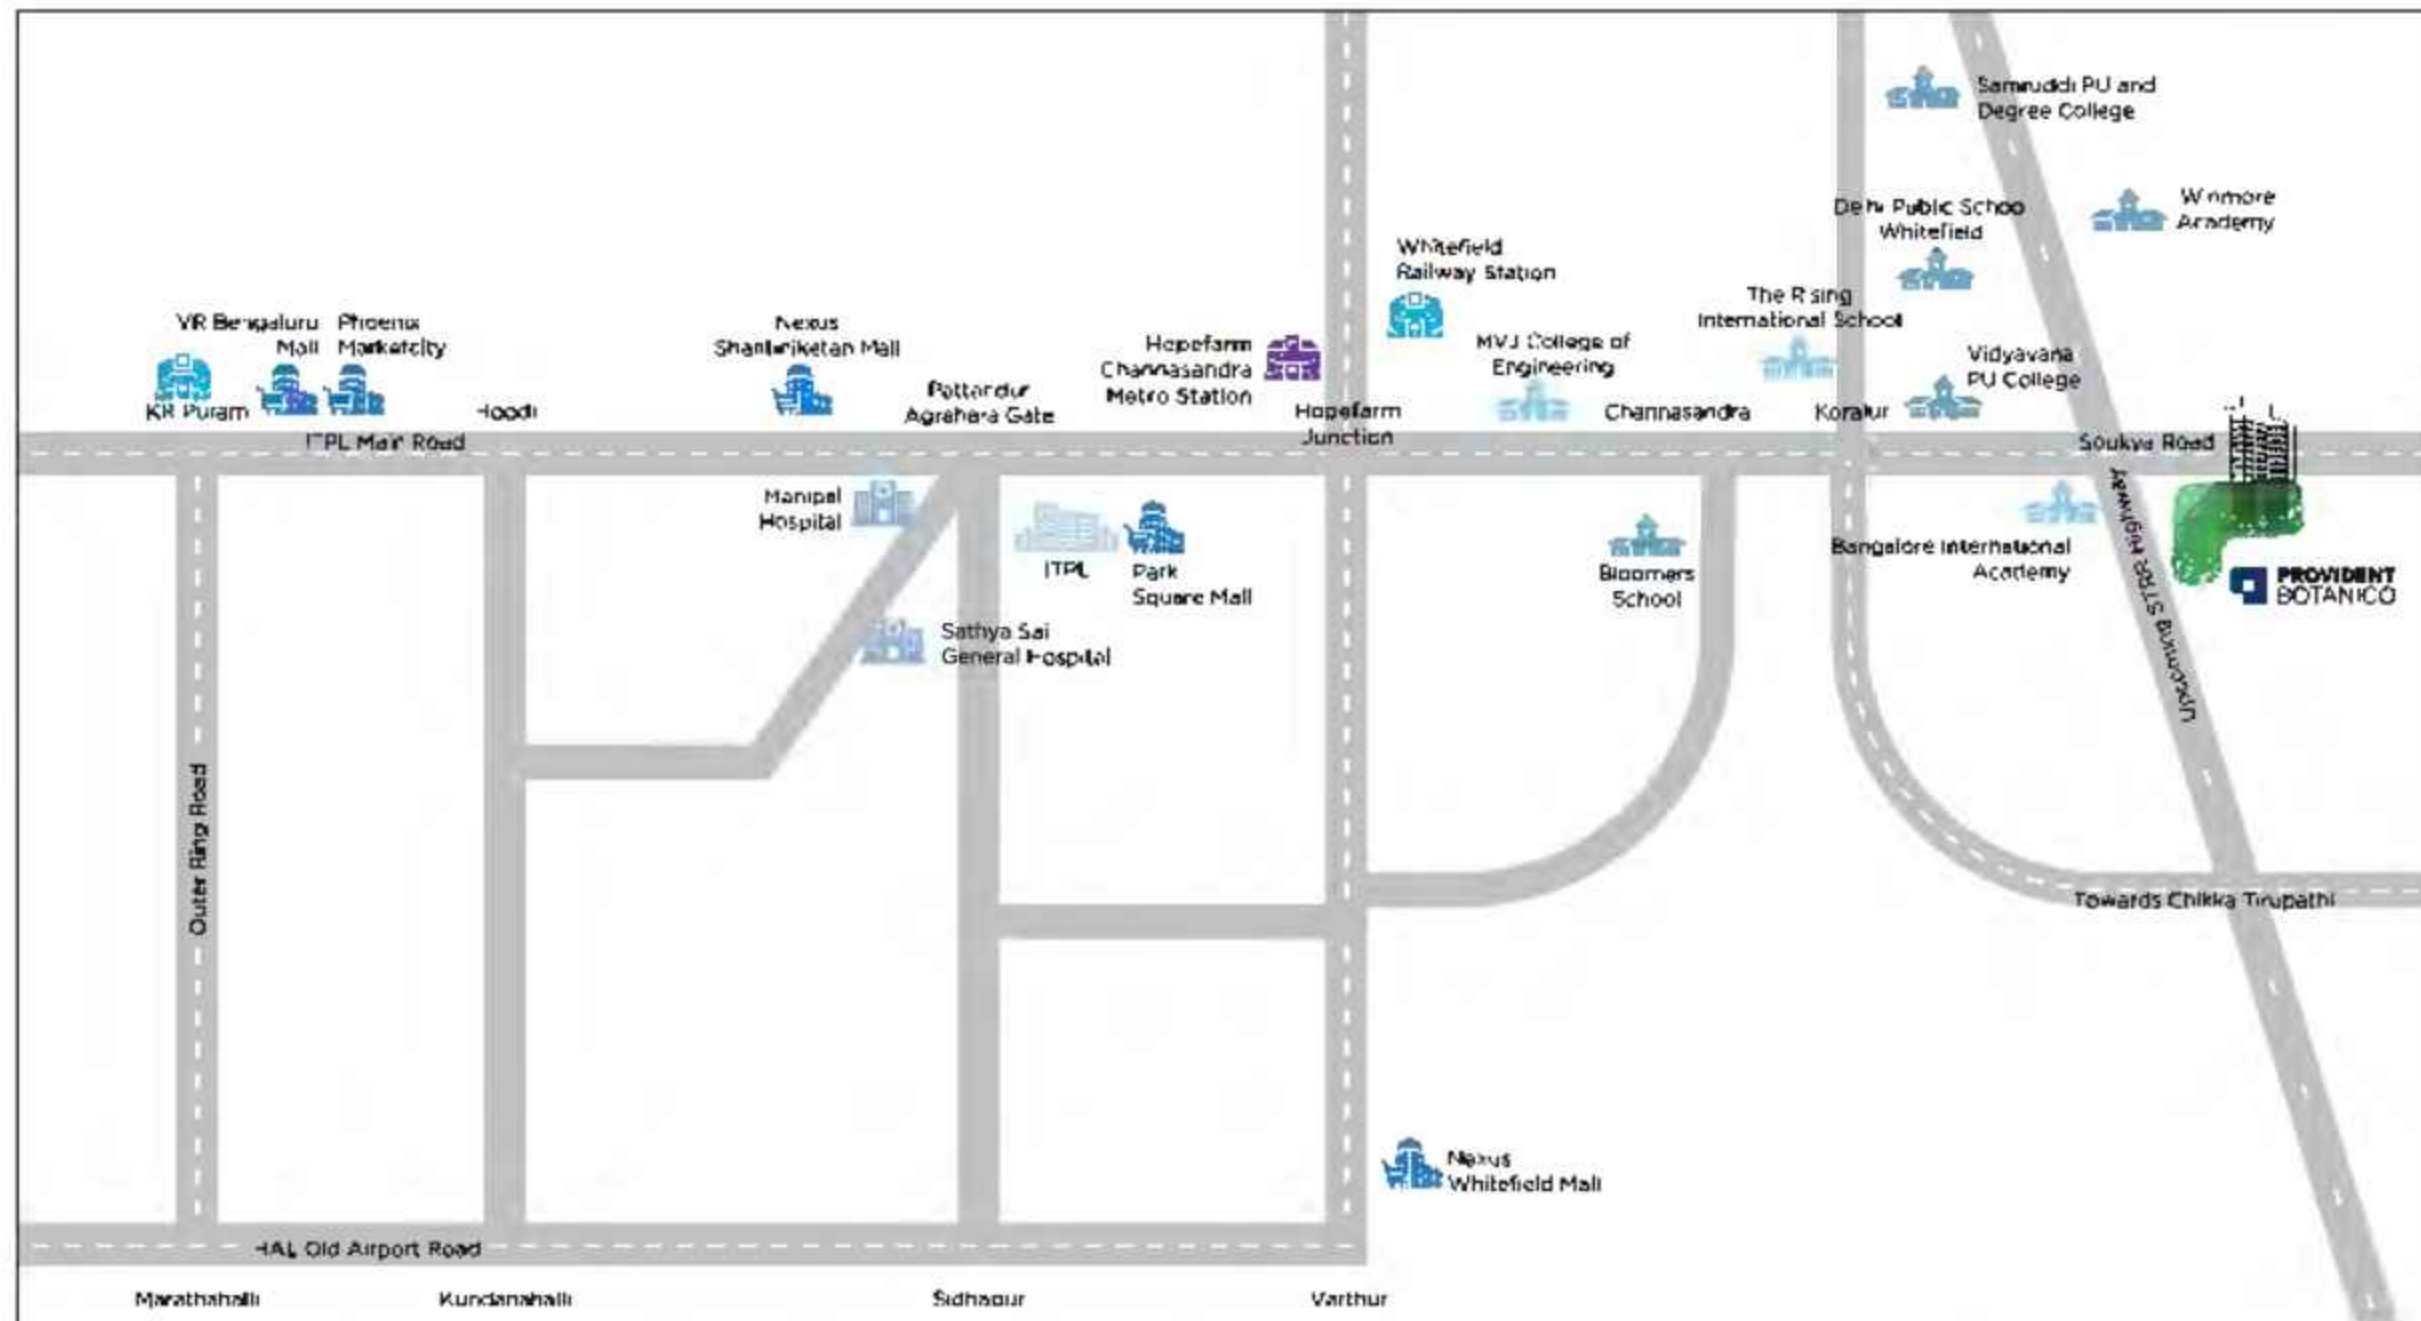 Samruddi PU and
Degree College
Winmore
Academy
Delhi Public School
Whitefield
Whitefield
Railway Station
The Rising
International School
VR Bengaluru
Mall
Phoenix
Marketcity
Nexus
Shantiniketan Mall
Hopefarm
Channasandra
Metro Station
MVJ College of
Engineering
Vidyavana
PU College
KR Puram
Hoodi
Pattandur
Agrahara Gate
Hopefarm
Junction
Channasandra
Koralur
ITPL Main Road
Soukya Road
Manipal
Hospital
ITPL
Park
Square Mall
Bloomers
School
Bangalore International
Academy
Upcoming STRR Highway
PROVIDENT
BOTANICO
Sathya Sai
General Hospital
Outer Ring Road
Towards Chikka Tirupathi
Nexus
Whitefield Mall
HAL Old Airport Road
Marathahalli
Kundanahalli
Sidhapur
Varthur